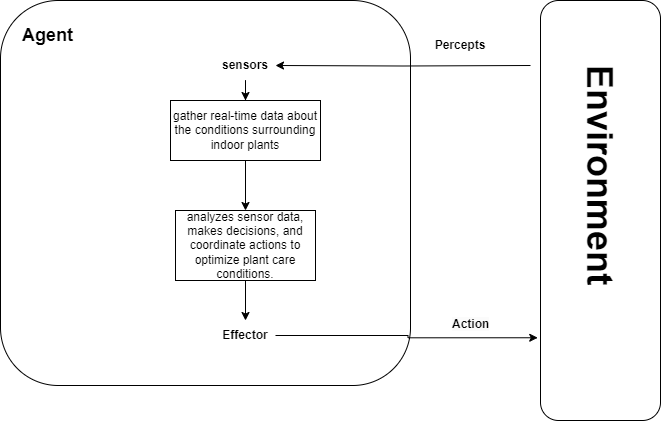 Agent
Percepts
sensors
gather real-time data about
the conditions surrounding
indoor plants
Environment
analyzes sensor data,
makes decisions, and
coordinate actions to
optimize plant care
conditions.
Action
Effector